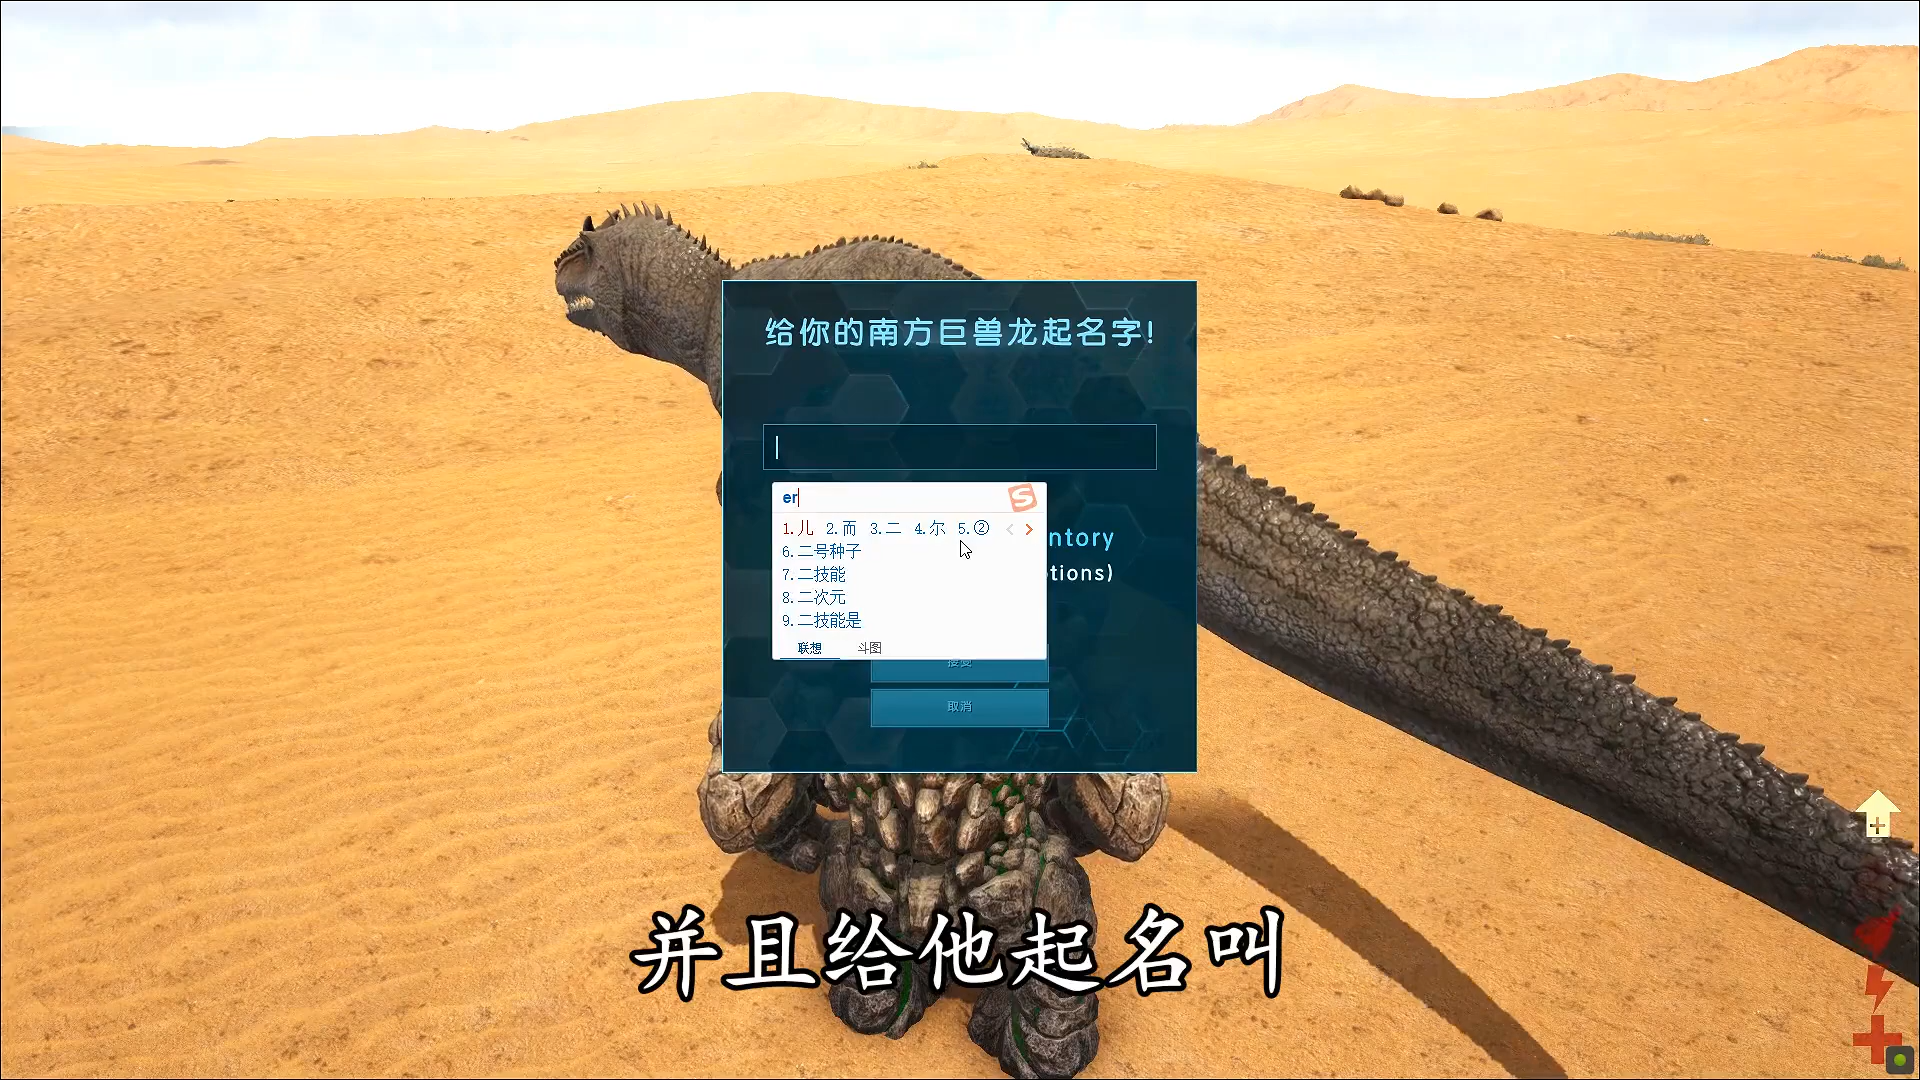 给你的南方巨兽龙起名字!
er
1.儿 2.而 3.二 4.尔 5.②
6.二号种子
7.二技能
8.二次元
9.二技能是
联想 斗图
ntory
tions)
接受
取消
并且给他起名叫